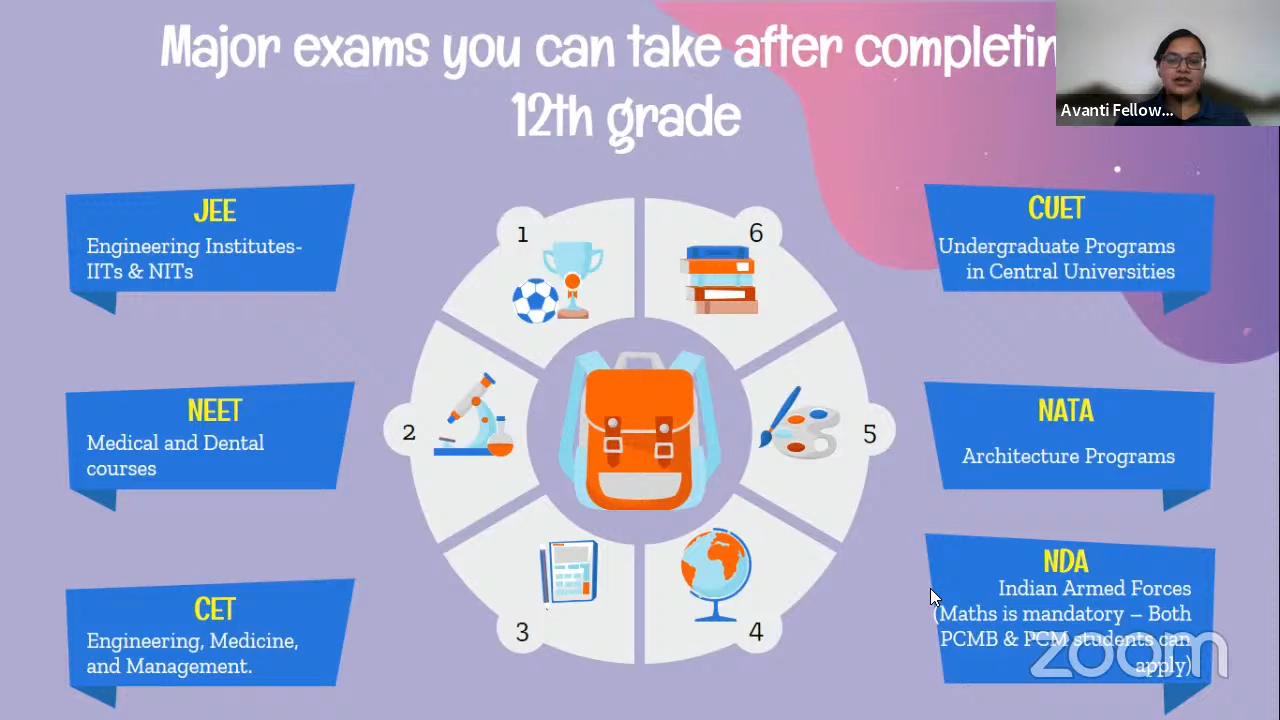 Major exams you can take after completin
12th grade
Avanti Fellow...
JEE
Engineering Institutes-
IITs & NITs
NEET
Medical and Dental
courses
CET
Engineering, Medicine,
and Management.
1
2
3
4
5
6
CUET
Undergraduate Programs
in Central Universities
NATA
Architecture Programs
NDA
Indian Armed Forces
(Maths is mandatory – Both
PCMB & PCM students can
apply)
zoom